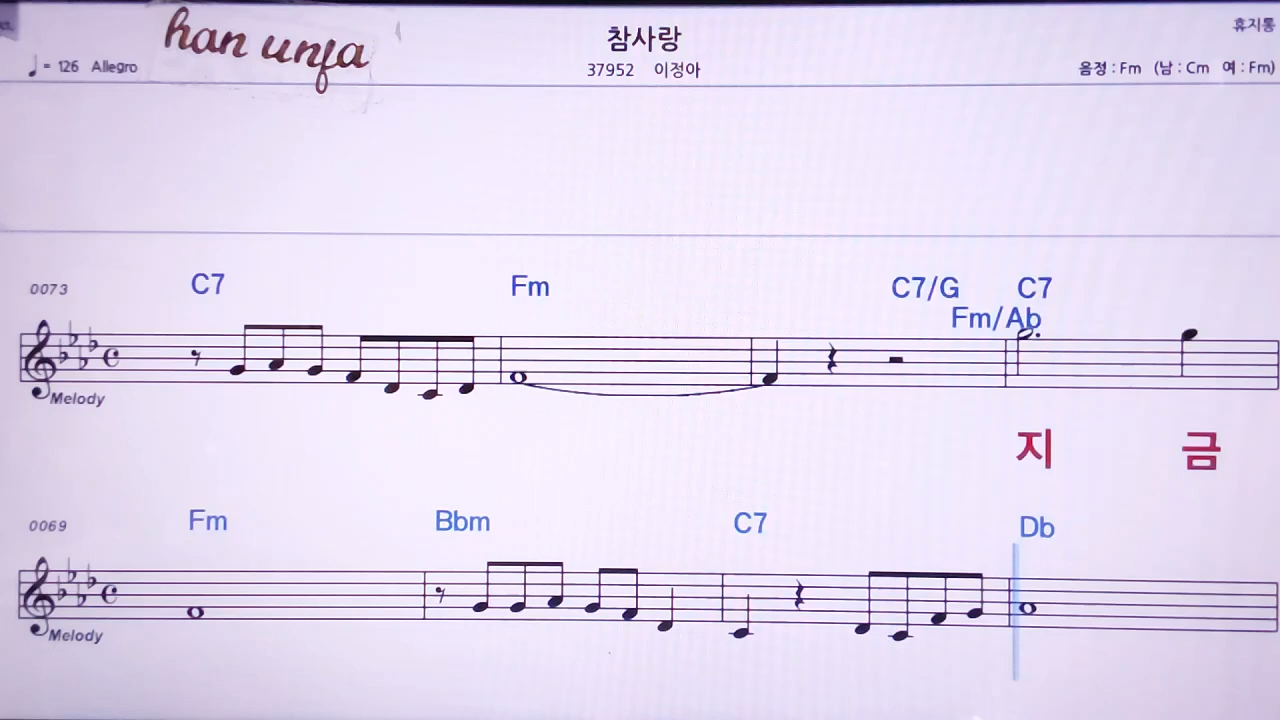 han unfa
참사랑
휴지통
♩= 126 Allegro
37952 이정아
음정 : Fm (남 : Cm 여 : Fm)
0073
C7 Fm C7/G C7
Fm/Ab
Melody
지 금
0069
Fm Bbm C7 Db
Melody